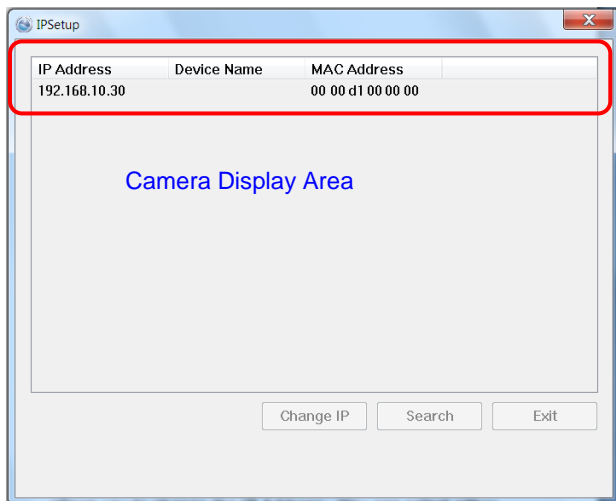 IPSetup
IP Address Device Name MAC Address
192.168.10.30 00 00 d1 00 00 00
Camera Display Area
Change IP Search Exit